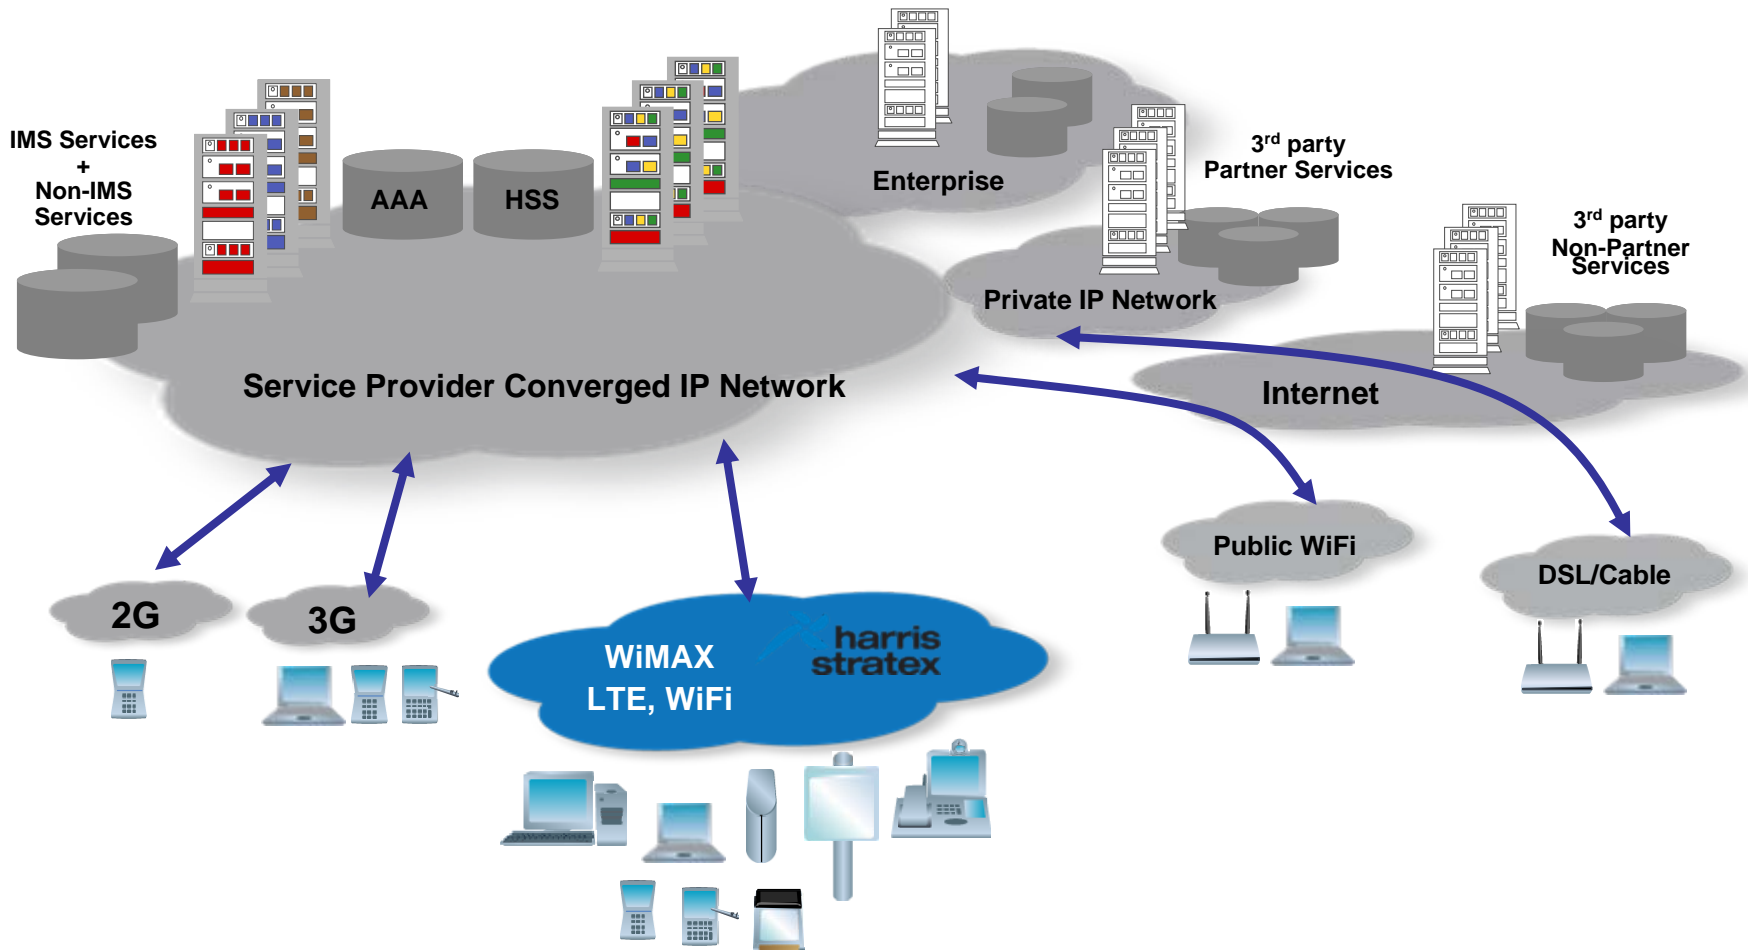 IMS Services
+
Non-IMS
Services
AAA
HSS
Enterprise
3rd party
Partner Services
3rd party
Non-Partner
Services
Private IP Network
Service Provider Converged IP Network
Internet
Public WiFi
DSL/Cable
2G
3G
WiMAX
LTE, WiFi
harris
stratex